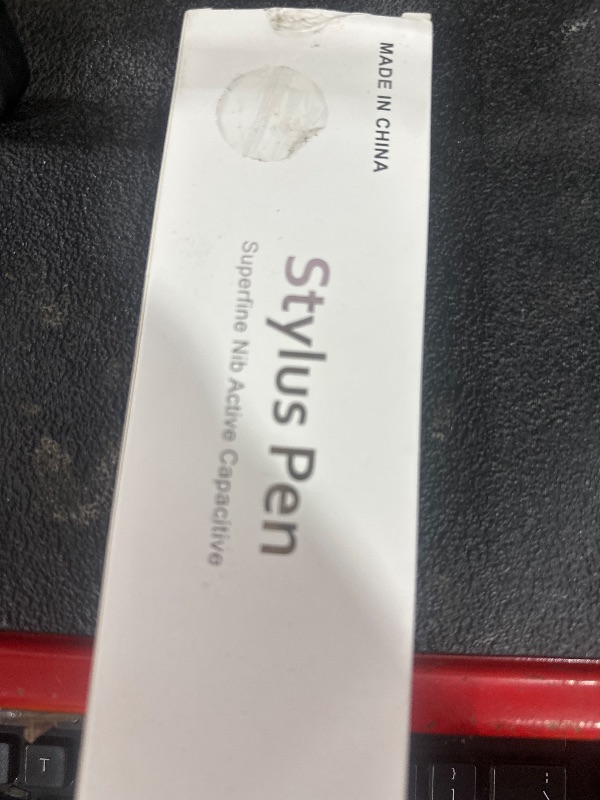 MADE IN CHINA
Stylus Pen
Superfine Nib Active Capacitive
T
}
: